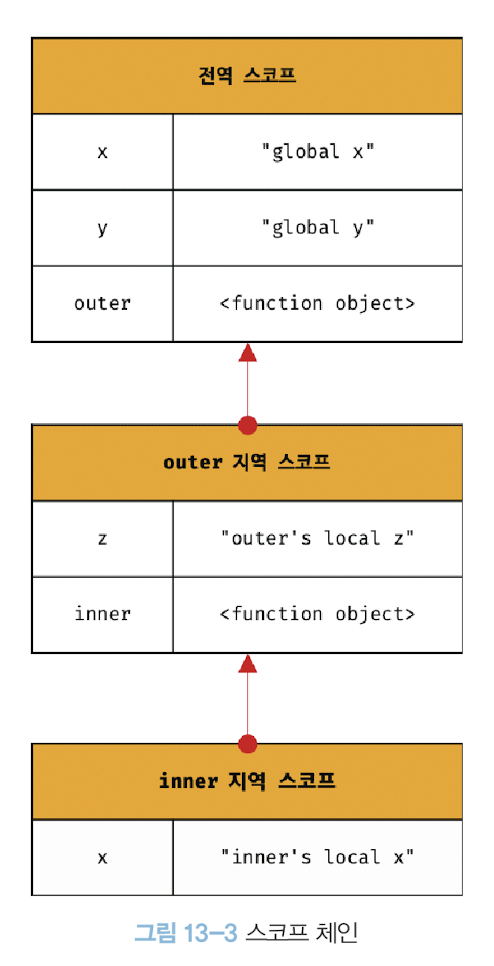 전역 스코프
x "global x"
y "global y"
outer <function object>
outer 지역 스코프
z "outer's local z"
inner <function object>
inner 지역 스코프
x "inner's local x"
그림 13-3 스코프 체인